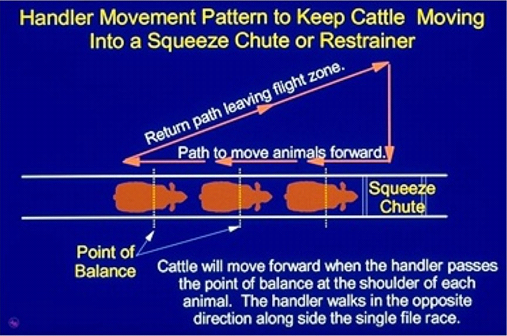 Handler Movement Pattern to Keep Cattle Moving
Into a Squeeze Chute or Restrainer
Return path leaving flight zone.
Path to move animals forward.
Squeeze
Chute
Point of
Balance
Cattle will move forward when the handler passes
the point of balance at the shoulder of each
animal. The handler walks in the opposite
direction along side the single file race.